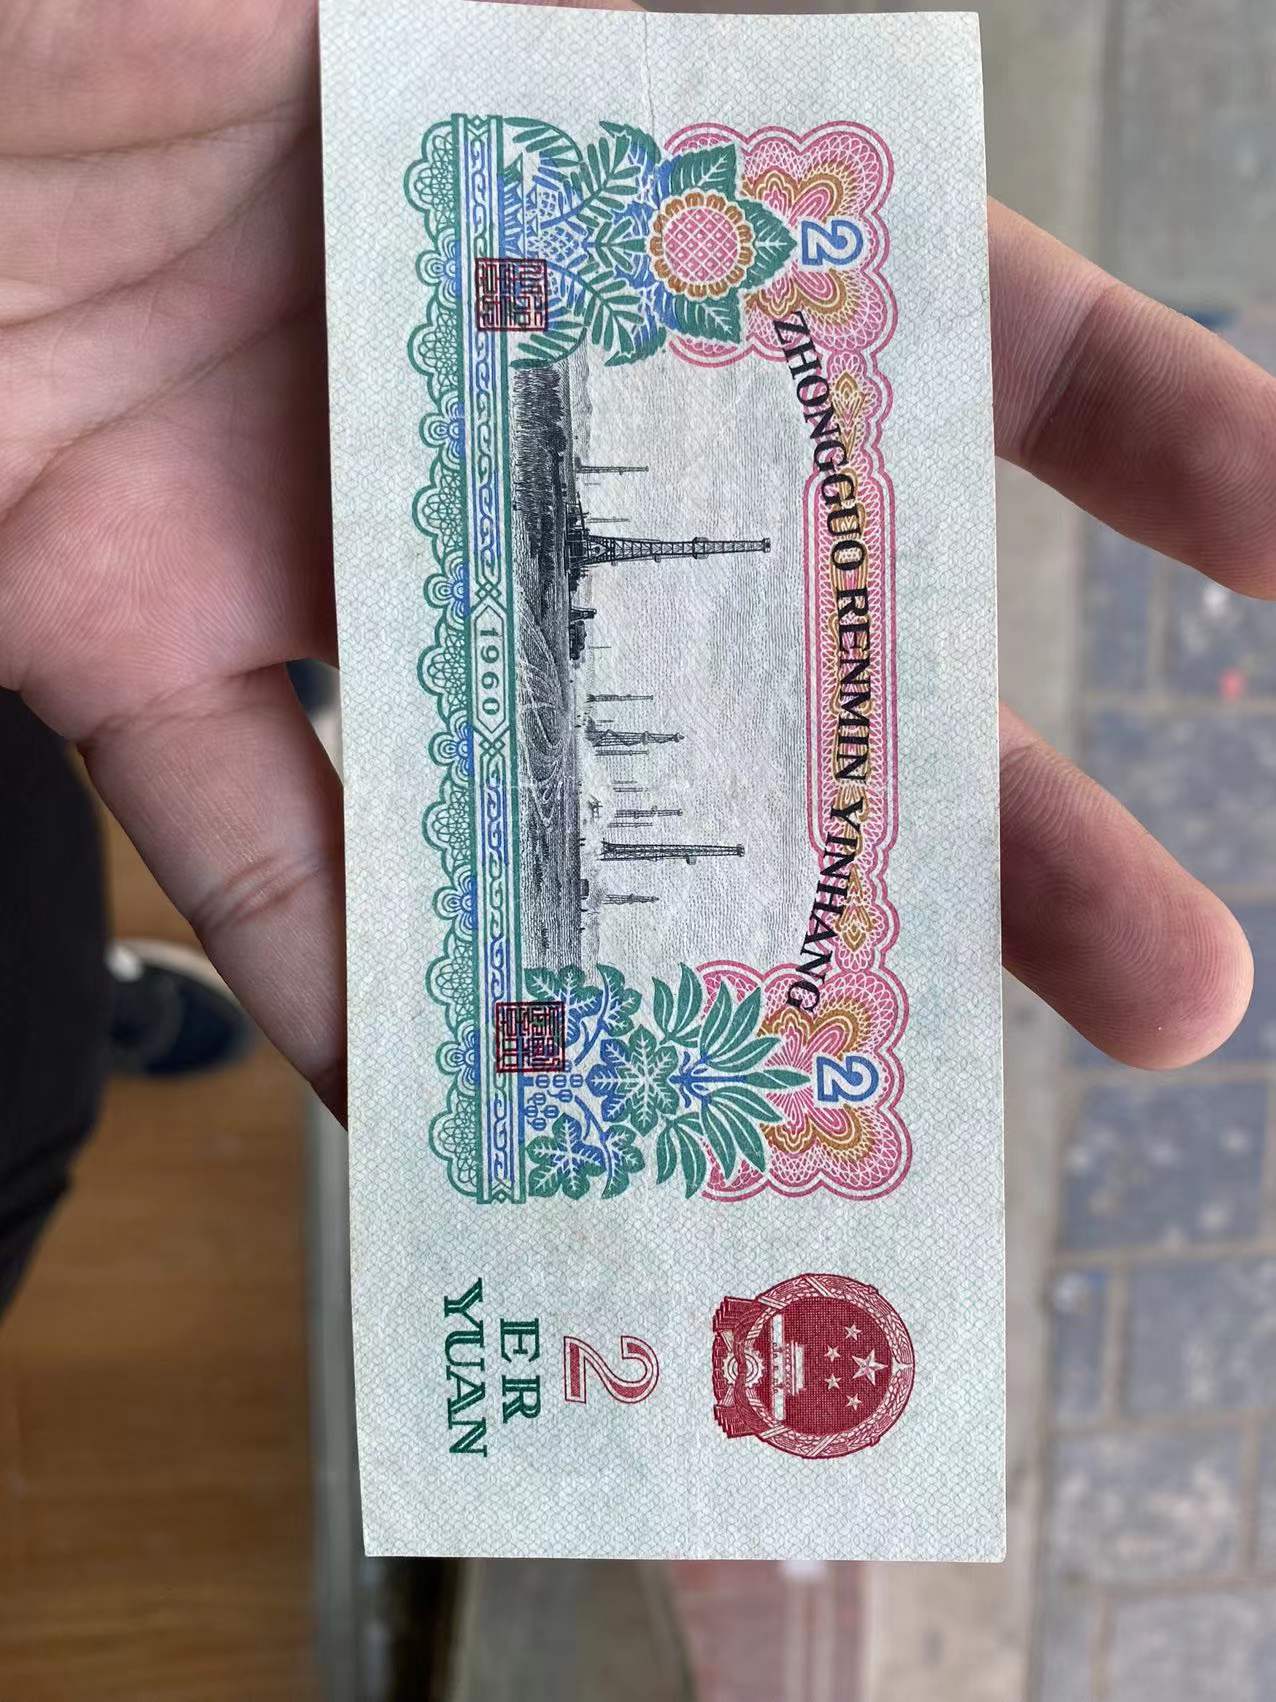 ZHONGGUO RENMIN YINHANG
2
2
1960
2
ER
YUAN